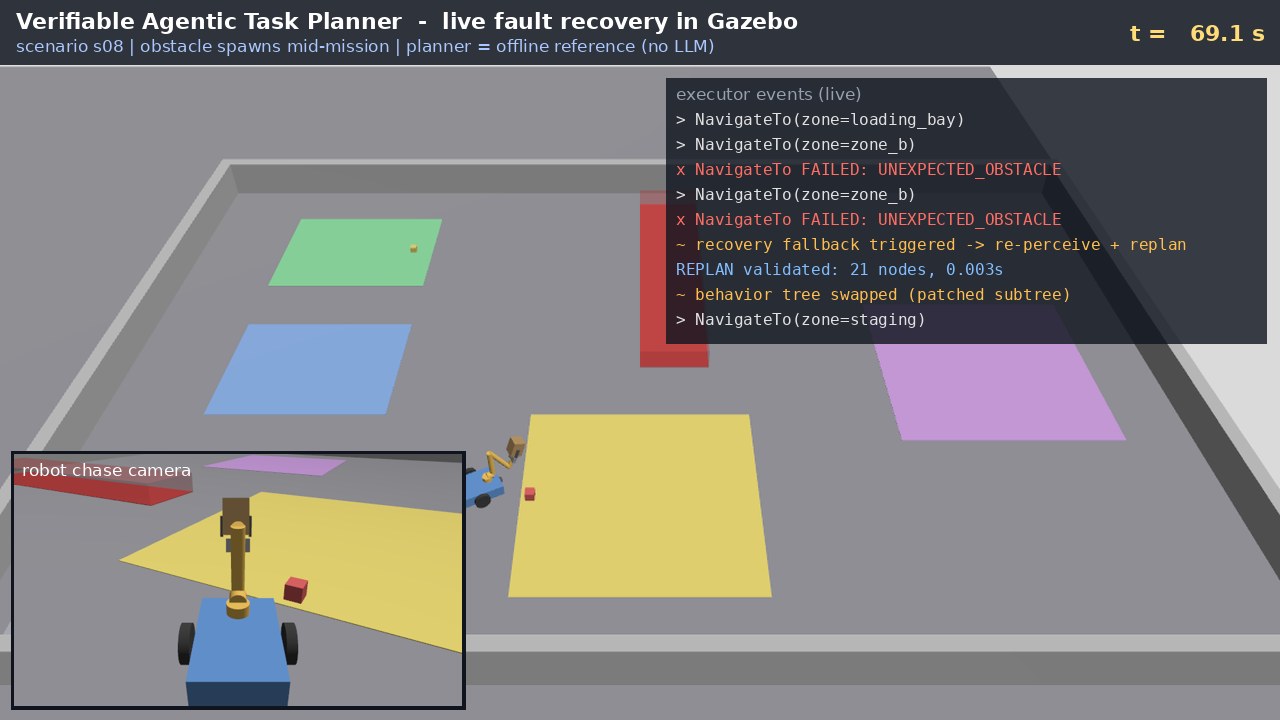 Verifiable Agentic Task Planner - live fault recovery in Gazebo
scenario s08 | obstacle spawns mid-mission | planner = offline reference (no LLM)
t = 69.1 s
executor events (live)
> NavigateTo(zone=loading_bay)
> NavigateTo(zone=zone_b)
x NavigateTo FAILED: UNEXPECTED_OBSTACLE
> NavigateTo(zone=zone_b)
x NavigateTo FAILED: UNEXPECTED_OBSTACLE
~ recovery fallback triggered -> re-perceive + replan
REPLAN validated: 21 nodes, 0.003s
~ behavior tree swapped (patched subtree)
> NavigateTo(zone=staging)
robot chase camera